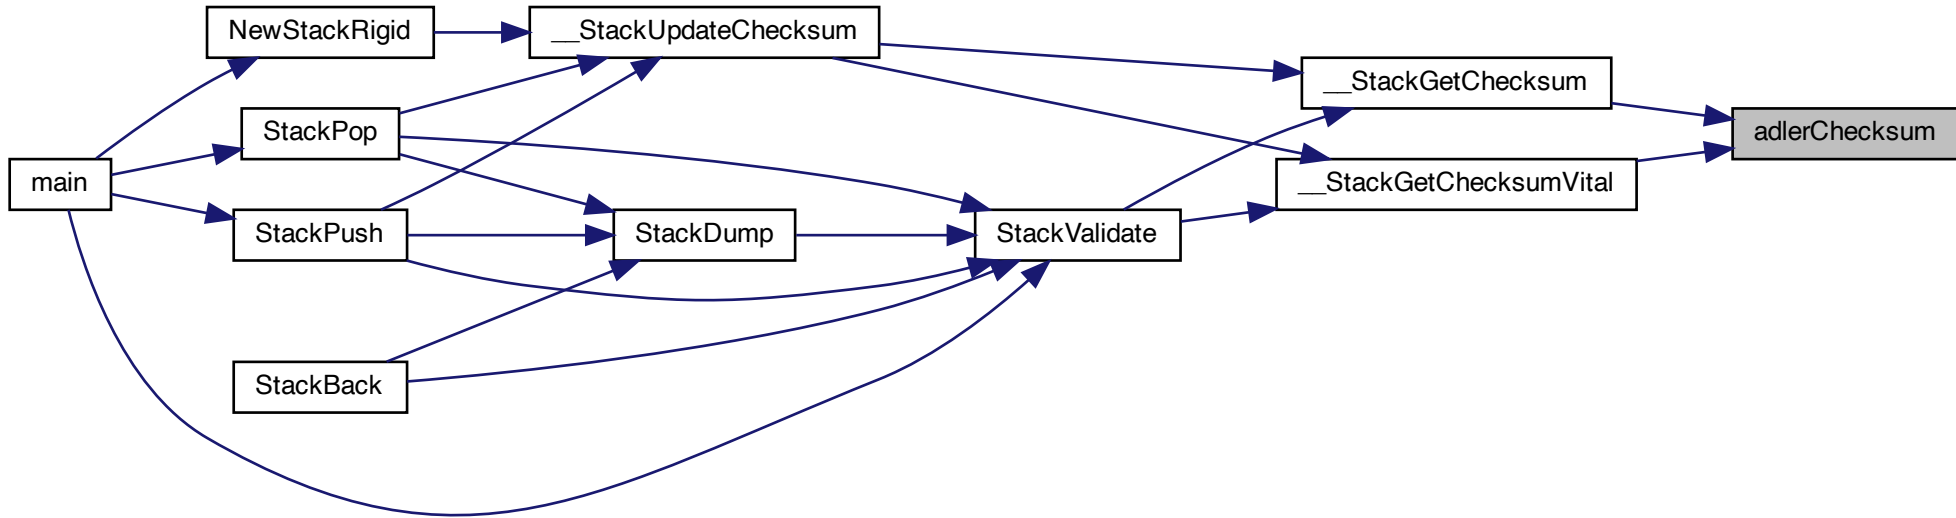 NewStackRigid
__StackUpdateChecksum
__StackGetChecksum
adlerChecksum
StackPop
main
__StackGetChecksumVital
StackPush
StackDump
StackValidate
StackBack